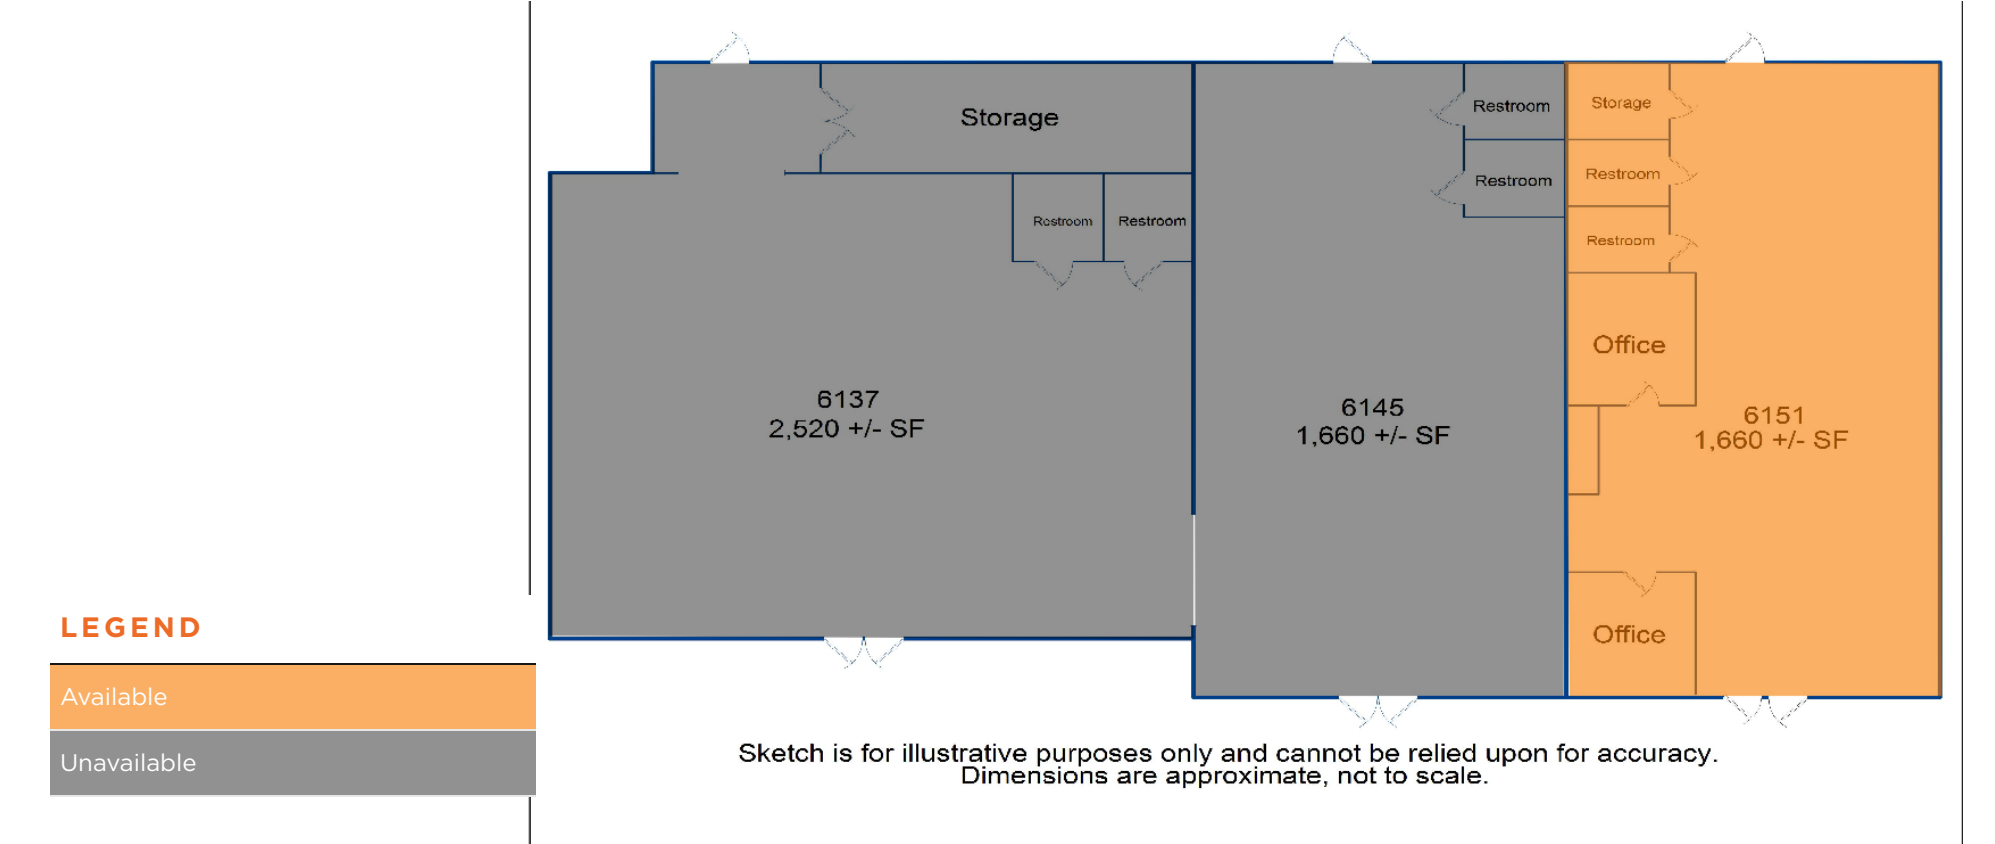 Storage
Restroom
Restroom
Restroom
Restroom
Storage
Restroom
Restroom
Office
6137
2,520 +/- SF
6145
1,660 +/- SF
6151
1,660 +/- SF
Office
LEGEND
Available
Unavailable
Sketch is for illustrative purposes only and cannot be relied upon for accuracy.
Dimensions are approximate, not to scale.